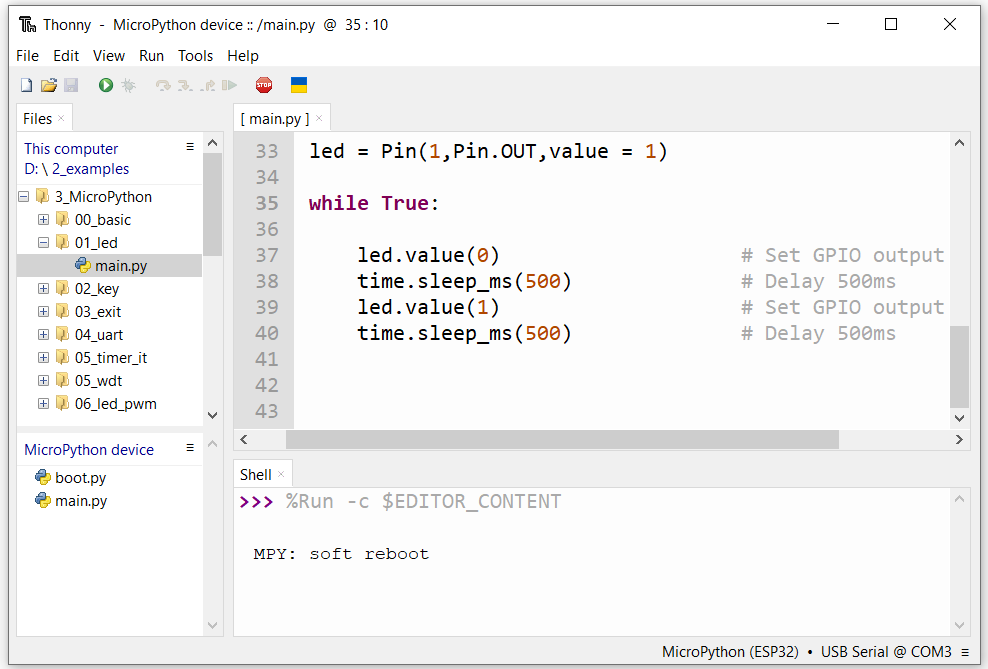 Thonny - MicroPython device :: /main.py @ 35 : 10
File Edit View Run Tools Help
STOP
Files
This computer
D: \ 2_examples
3_MicroPython
00_basic
01_led
main.py
02_key
03_exit
04_uart
05_timer_it
05_wdt
06_led_pwm
MicroPython device
boot.py
main.py
[ main.py ]
33 led = Pin(1,Pin.OUT,value = 1)
34
35 while True:
36
37 led.value(0) # Set GPIO output
38 time.sleep_ms(500) # Delay 500ms
39 led.value(1) # Set GPIO output
40 time.sleep_ms(500) # Delay 500ms
41
42
43
Shell
>>> %Run -c $EDITOR_CONTENT
MPY: soft reboot
MicroPython (ESP32) • USB Serial @ COM3 ≡